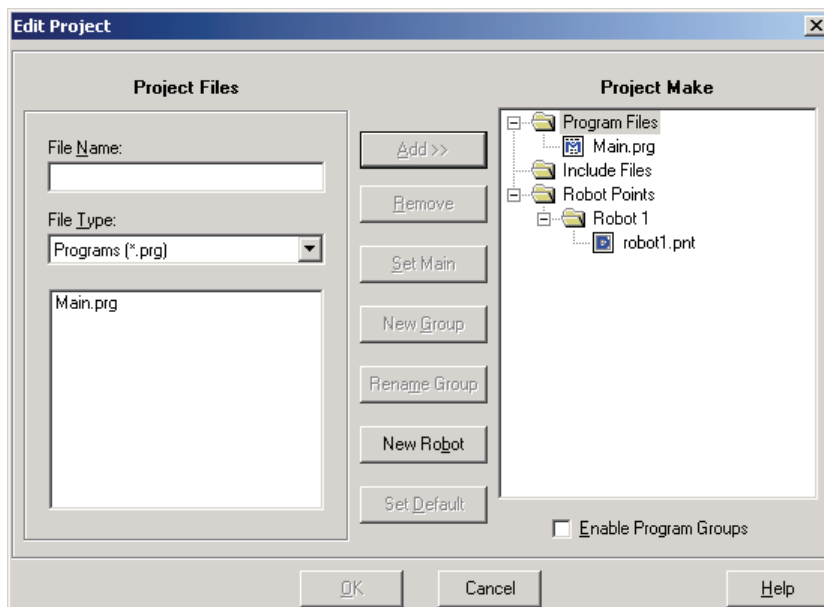 Edit Project
Project Files
File Name:
File Type:
Programs (*.prg)
Main.prg
Add >>
Remove
Set Main
New Group
Rename Group
New Robot
Set Default
Project Make
Program Files
Main.prg
Include Files
Robot Points
Robot 1
robot1.pnt
Enable Program Groups
OK
Cancel
Help